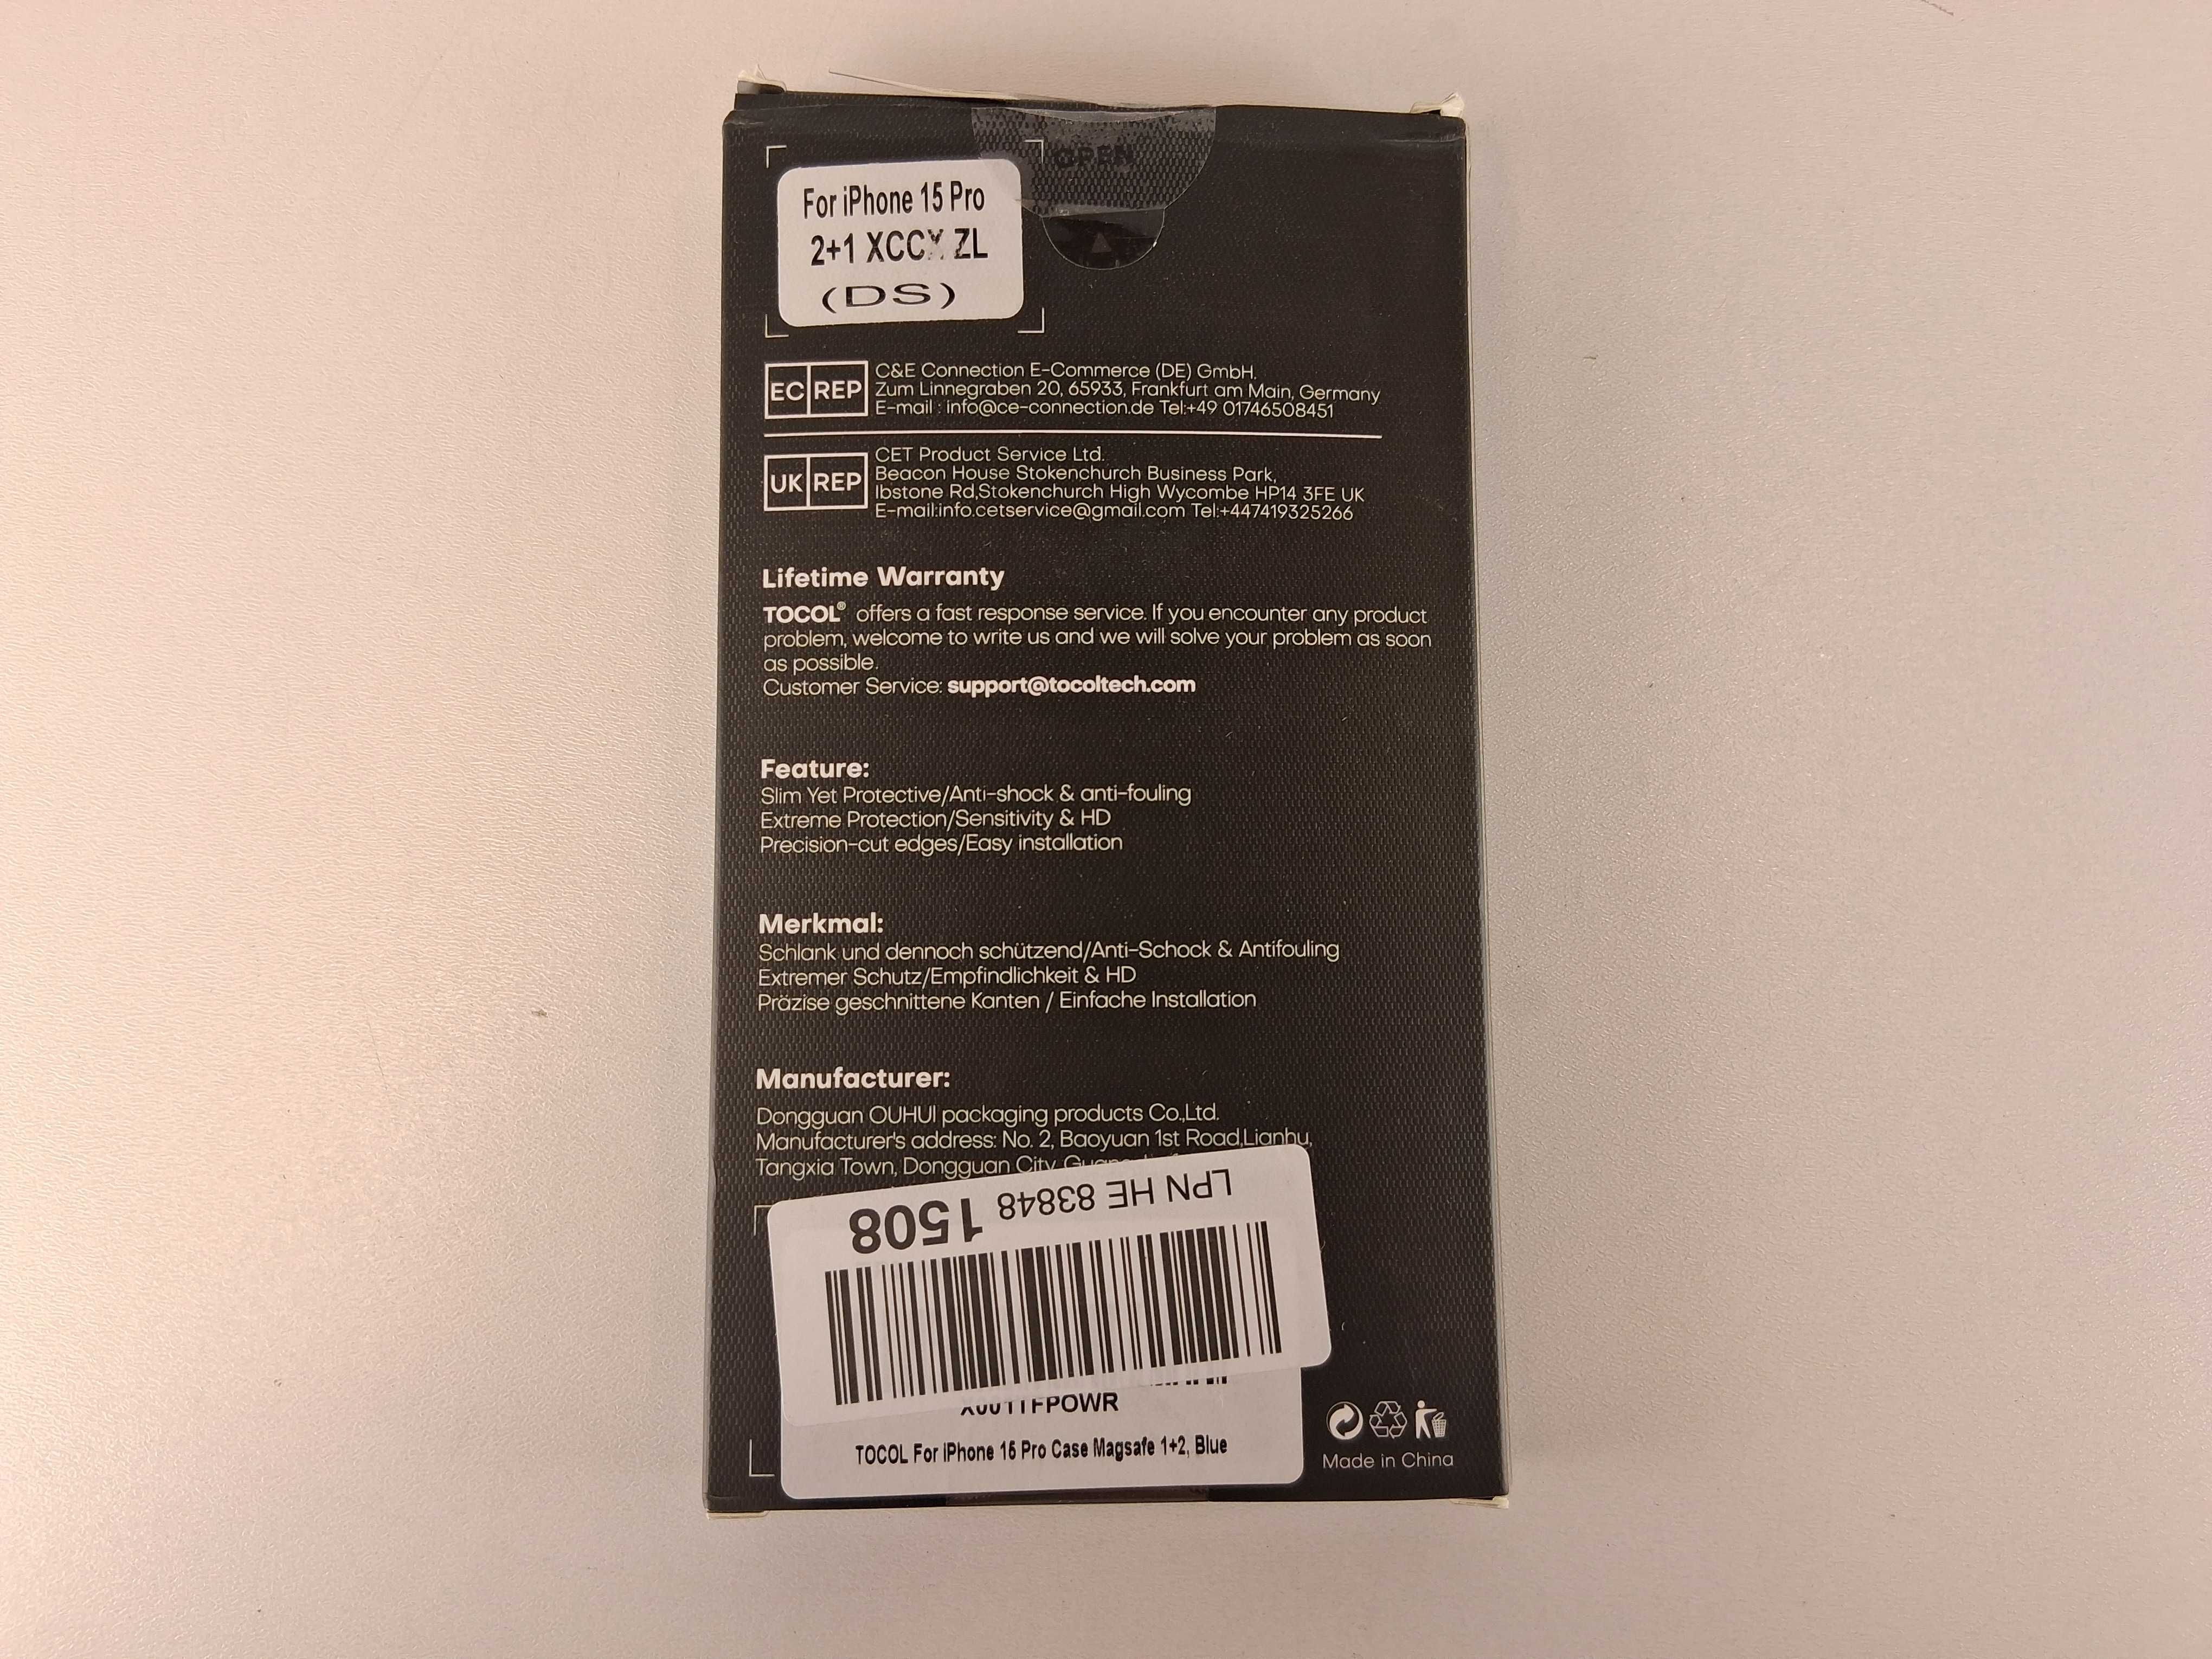 OPEN
For iPhone 15 Pro
2+1 XCCX ZL
(DS)
EC REP
C&E Connection E-Commerce (DE) GmbH.
Zum Linnegraben 20, 65933, Frankfurt am Main, Germany
E-mail : info@ce-connection.de Tel:+49 01746508451
UK REP
CET Product Service Ltd.
Beacon House Stokenchurch Business Park,
Ibstone Rd,Stokenchurch High Wycombe HP14 3FE UK
E-mail:info.cetservice@gmail.com Tel:+447419325266
Lifetime Warranty
TOCOL® offers a fast response service. If you encounter any product
problem, welcome to write us and we will solve your problem as soon
as possible.
Customer Service: support@tocoltech.com
Feature:
Slim Yet Protective/Anti-shock & anti-fouling
Extreme Protection/Sensitivity & HD
Precision-cut edges/Easy installation
Merkmal:
Schlank und dennoch schützend/Anti-Schock & Antifouling
Extremer Schutz/Empfindlichkeit & HD
Präzise geschnittene Kanten / Einfache Installation
Manufacturer:
Dongguan OUHUI packaging products Co.,Ltd.
Manufacturer's address: No. 2, Baoyuan 1st Road,Lianhu,
Tangxia Town, Dongguan City,
LPN HE 83848 1508
TOCOL For iPhone 15 Pro Case Magsafe 1+2, Blue
Made in China